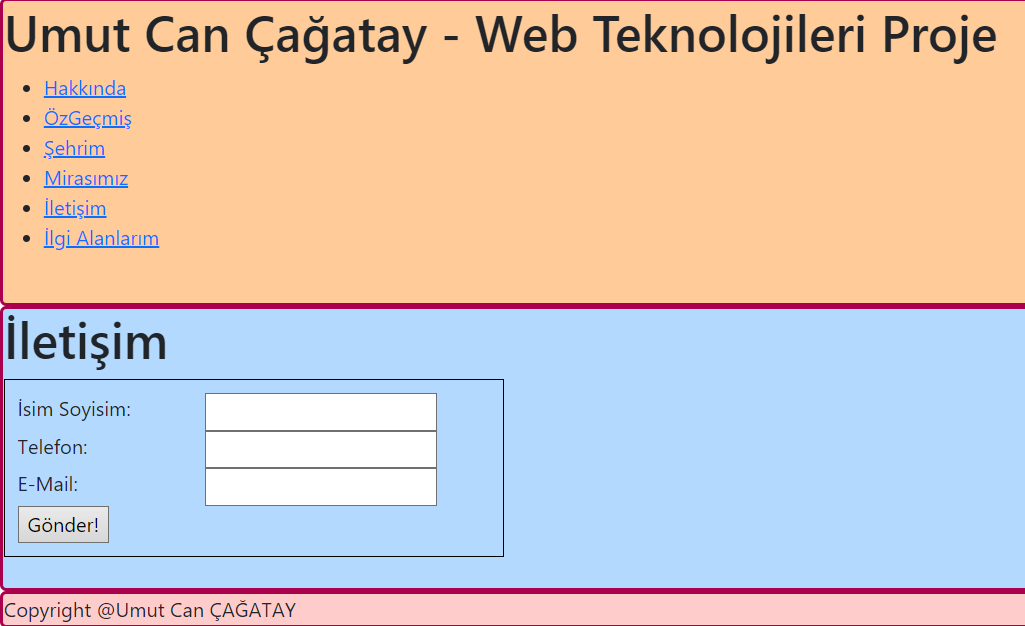 Umut Can Çağatay - Web Teknolojileri Proje
Hakkında
ÖzGeçmiş
Şehrim
Mirasımız
İletişim
İlgi Alanlarım
İletişim
İsim Soyisim:
Telefon:
E-Mail:
Gönder!
Copyright @Umut Can ÇAĞATAY